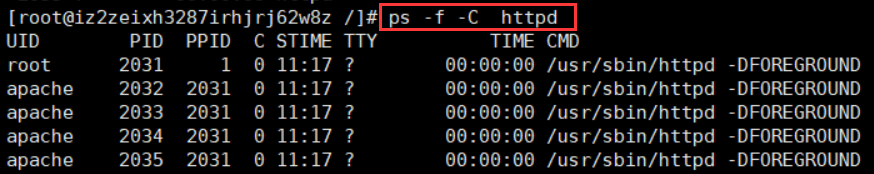 [root@iz2zeixh3287irhjrj62w8z /]# ps -f -C  httpd
UID        PID  PPID  C STIME TTY          TIME CMD
root      2031     1  0 11:17 ?        00:00:00 /usr/sbin/httpd -DFOREGROUND
apache    2032  2031  0 11:17 ?        00:00:00 /usr/sbin/httpd -DFOREGROUND
apache    2033  2031  0 11:17 ?        00:00:00 /usr/sbin/httpd -DFOREGROUND
apache    2034  2031  0 11:17 ?        00:00:00 /usr/sbin/httpd -DFOREGROUND
apache    2035  2031  0 11:17 ?        00:00:00 /usr/sbin/httpd -DFOREGROUND